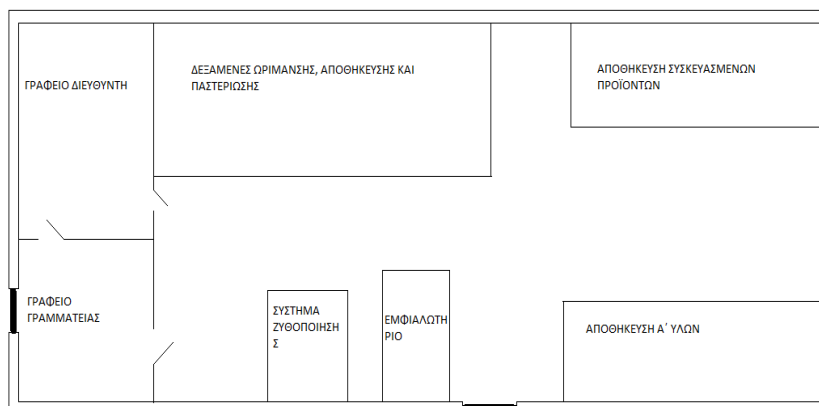 ΓΡΑΦΕΙΟ ΔΙΕΥΘΥΝΤΗ
ΔΕΞΑΜΕΝΕΣ ΩΡΙΜΑΝΣΗΣ, ΑΠΟΘΗΚΕΥΣΗΣ ΚΑΙ
ΠΑΣΤΕΡΙΩΣΗΣ
ΑΠΟΘΗΚΕΥΣΗ ΣΥΣΚΕΥΑΣΜΕΝΩΝ
ΠΡΟΪΟΝΤΩΝ
ΓΡΑΦΕΙΟ
ΓΡΑΜΜΑΤΕΙΑΣ
ΣΥΣΤΗΜΑ
ΖΥΘΟΠΟΙΗΣΗ
Σ
ΕΜΦΙΑΛΩΤΗ
ΡΙΟ
ΑΠΟΘΗΚΕΥΣΗ Α΄ ΥΛΩΝ